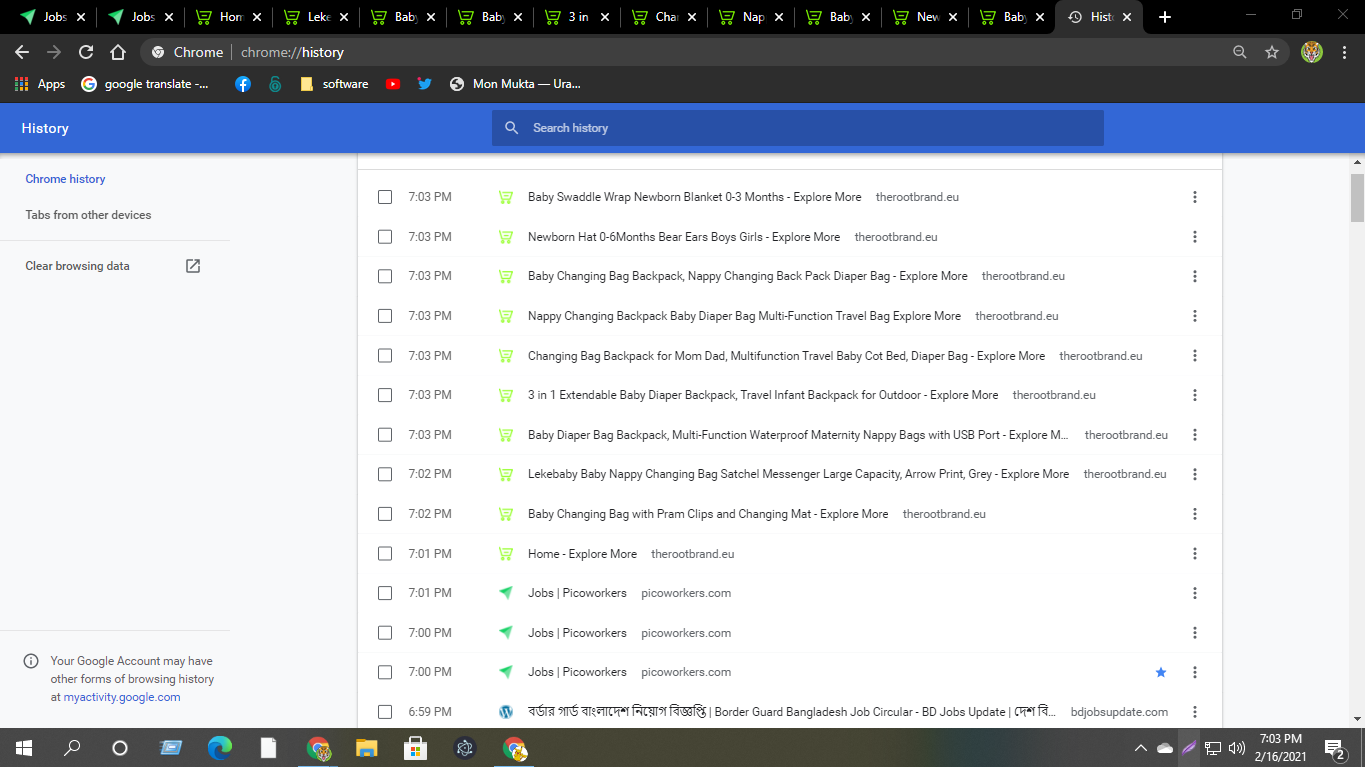 Jobs
Jobs
Hom
Leke
Baby
Baby
3 in
Chan
Napp
Baby
New
Baby
Histo
Chrome
chrome://history
Apps
google translate -...
software
Mon Mukta — Ura...
History
Search history
Chrome history
Tabs from other devices
Clear browsing data
7:03 PM Baby Swaddle Wrap Newborn Blanket 0-3 Months - Explore More therootbrand.eu
7:03 PM Newborn Hat 0-6Months Bear Ears Boys Girls - Explore More therootbrand.eu
7:03 PM Baby Changing Bag Backpack, Nappy Changing Back Pack Diaper Bag - Explore More therootbrand.eu
7:03 PM Nappy Changing Backpack Baby Diaper Bag Multi-Function Travel Bag Explore More therootbrand.eu
7:03 PM Changing Bag Backpack for Mom Dad, Multifunction Travel Baby Cot Bed, Diaper Bag - Explore More therootbrand.eu
7:03 PM 3 in 1 Extendable Baby Diaper Backpack, Travel Infant Backpack for Outdoor - Explore More therootbrand.eu
7:03 PM Baby Diaper Bag Backpack, Multi-Function Waterproof Maternity Nappy Bags with USB Port - Explore M... therootbrand.eu
7:02 PM Lekebaby Baby Nappy Changing Bag Satchel Messenger Large Capacity, Arrow Print, Grey - Explore More therootbrand.eu
7:02 PM Baby Changing Bag with Pram Clips and Changing Mat - Explore More therootbrand.eu
7:01 PM Home - Explore More therootbrand.eu
7:01 PM Jobs | Picoworkers picoworkers.com
7:00 PM Jobs | Picoworkers picoworkers.com
7:00 PM Jobs | Picoworkers picoworkers.com
6:59 PM বর্ডার গার্ড বাংলাদেশ নিয়োগ বিজ্ঞপ্তি | Border Guard Bangladesh Job Circular - BD Jobs Update | দেশ বি... bdjobsupdate.com
Your Google Account may have
other forms of browsing history
at myactivity.google.com
7:03 PM
2/16/2021
2